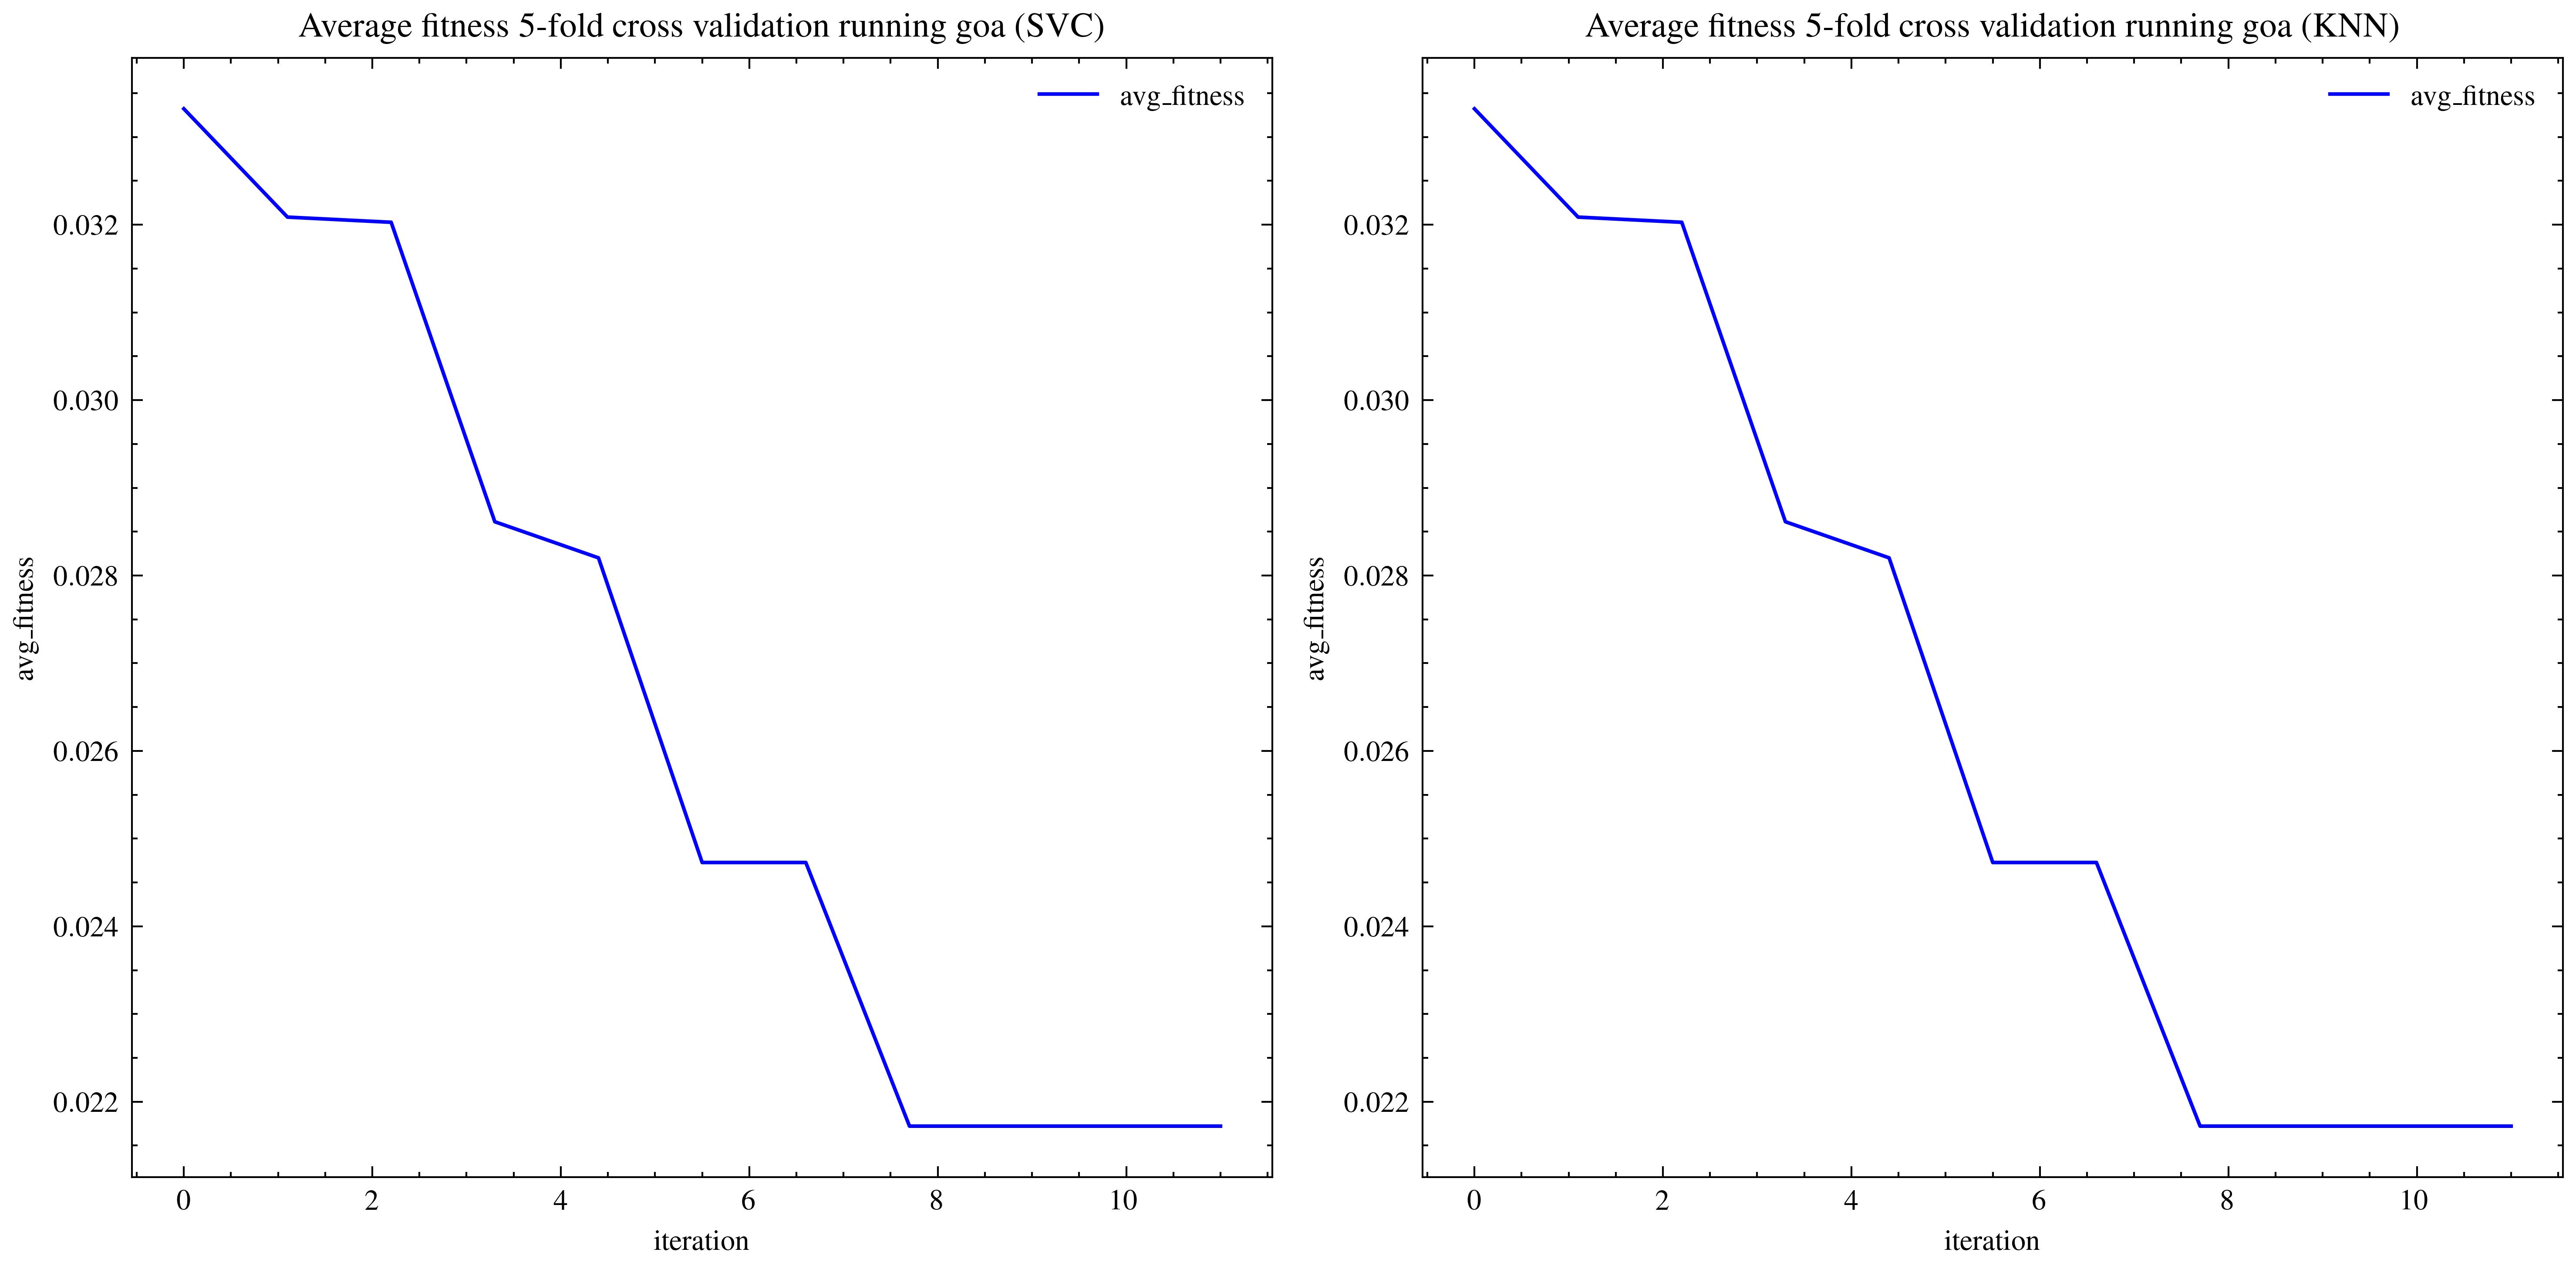 Average fitness 5-fold cross validation running goa (SVC)
avg_fitness
0.032
0.030
0.028
0.026
0.024
0.022
avg_fitness
0 2 4 6 8 10
iteration
Average fitness 5-fold cross validation running goa (KNN)
avg_fitness
0.032
0.030
0.028
0.026
0.024
0.022
avg_fitness
0 2 4 6 8 10
iteration